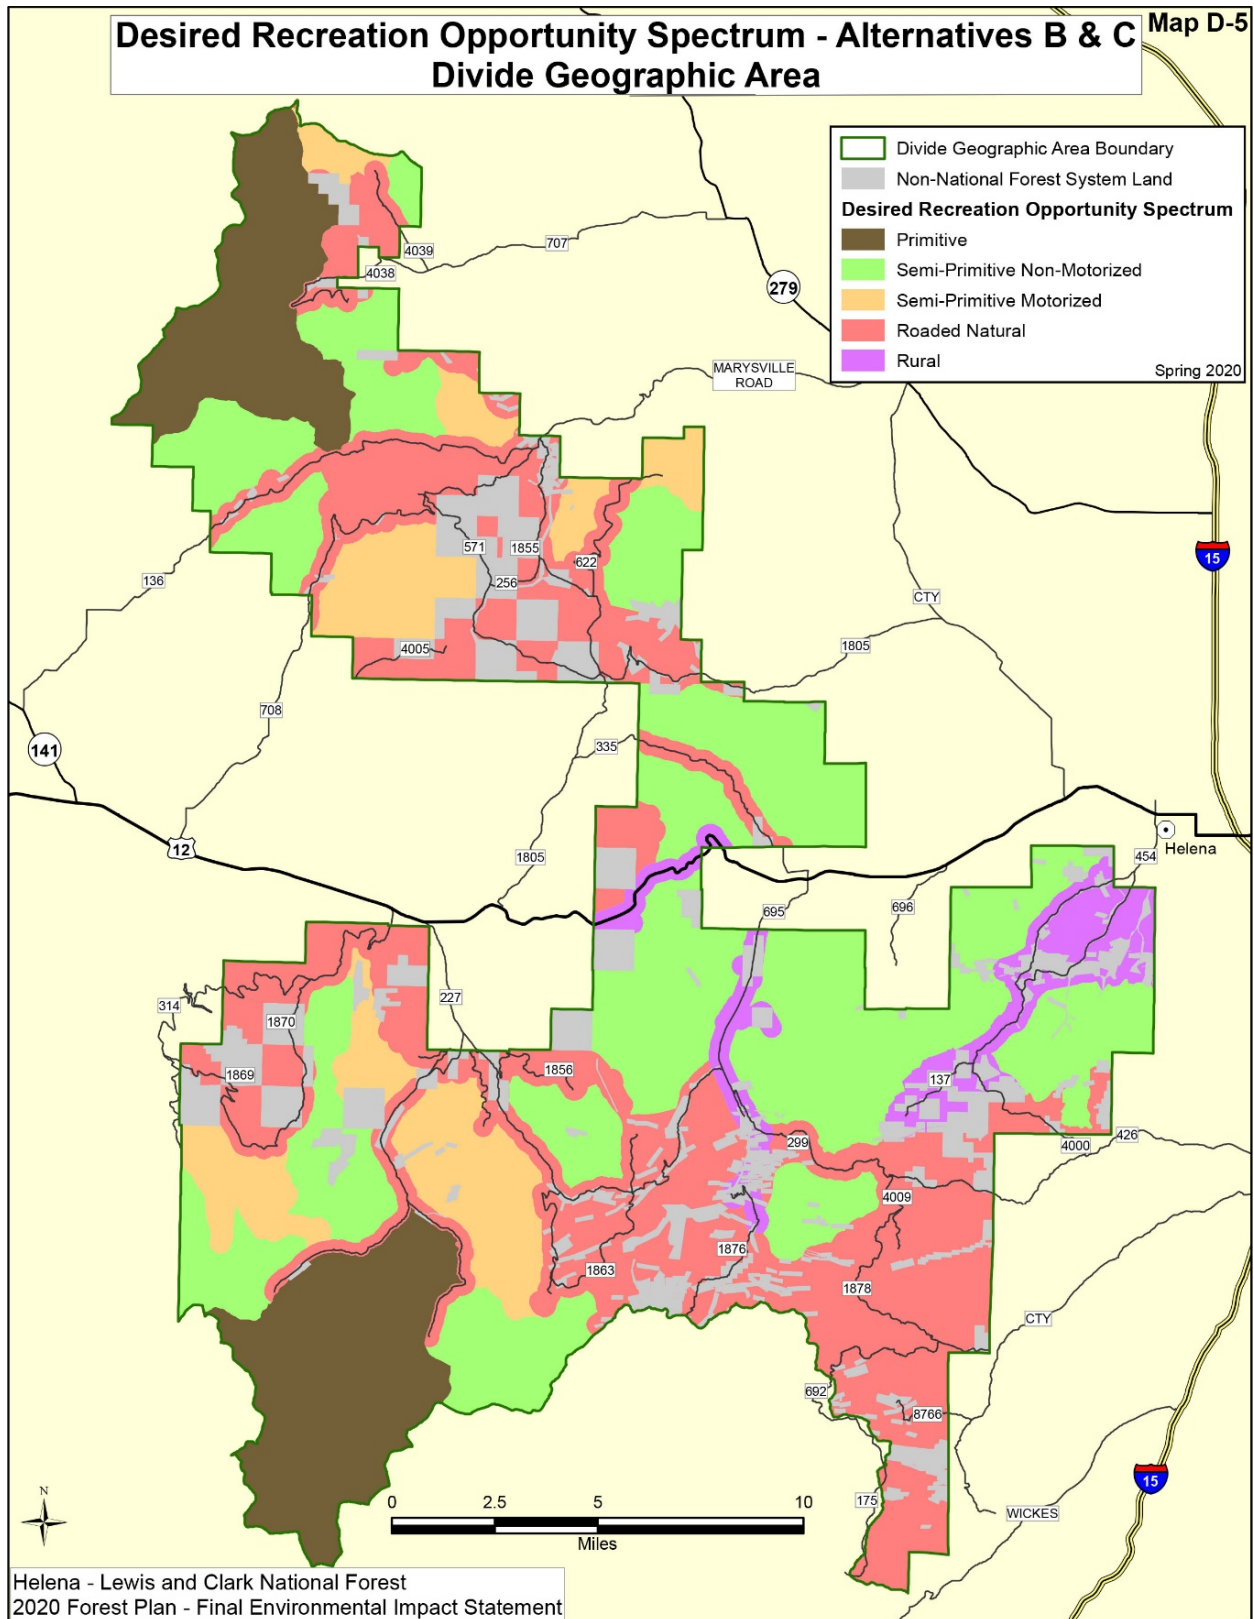 Map D-5
Desired Recreation Opportunity Spectrum - Alternatives B & C
Divide Geographic Area
Divide Geographic Area Boundary
Non-National Forest System Land
Desired Recreation Opportunity Spectrum
Primitive
Semi-Primitive Non-Motorized
Semi-Primitive Motorized
Roaded Natural
Rural
Spring 2020
4039
707
4038
279
MARYSVILLE
ROAD
571
1855
15
622
136
256
CTY
4005
1805
708
335
141
12
Helena
1805
454
695
696
227
314
1870
1856
1869
137
299
426
4000
4009
1876
1863
1878
CTY
692
8766
15
175
WICKES
N
0
2.5
5
10
Miles
Helena - Lewis and Clark National Forest
2020 Forest Plan - Final Environmental Impact Statement